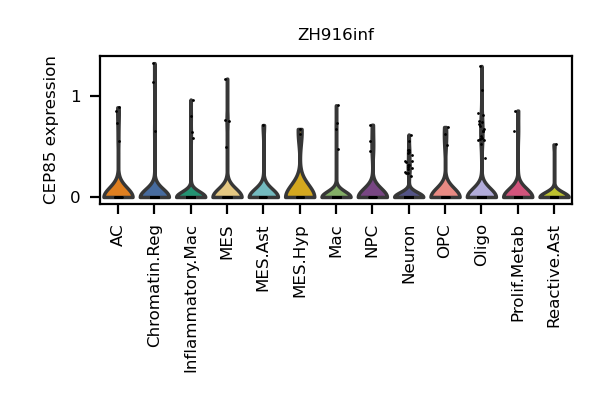 ZH916inf
CEP85 expression
1
0
AC
Chromatin.Reg
Inflammatory.Mac
MES
MES.Ast
MES.Hyp
Mac
NPC
Neuron
OPC
Oligo
Prolif.Metab
Reactive.Ast